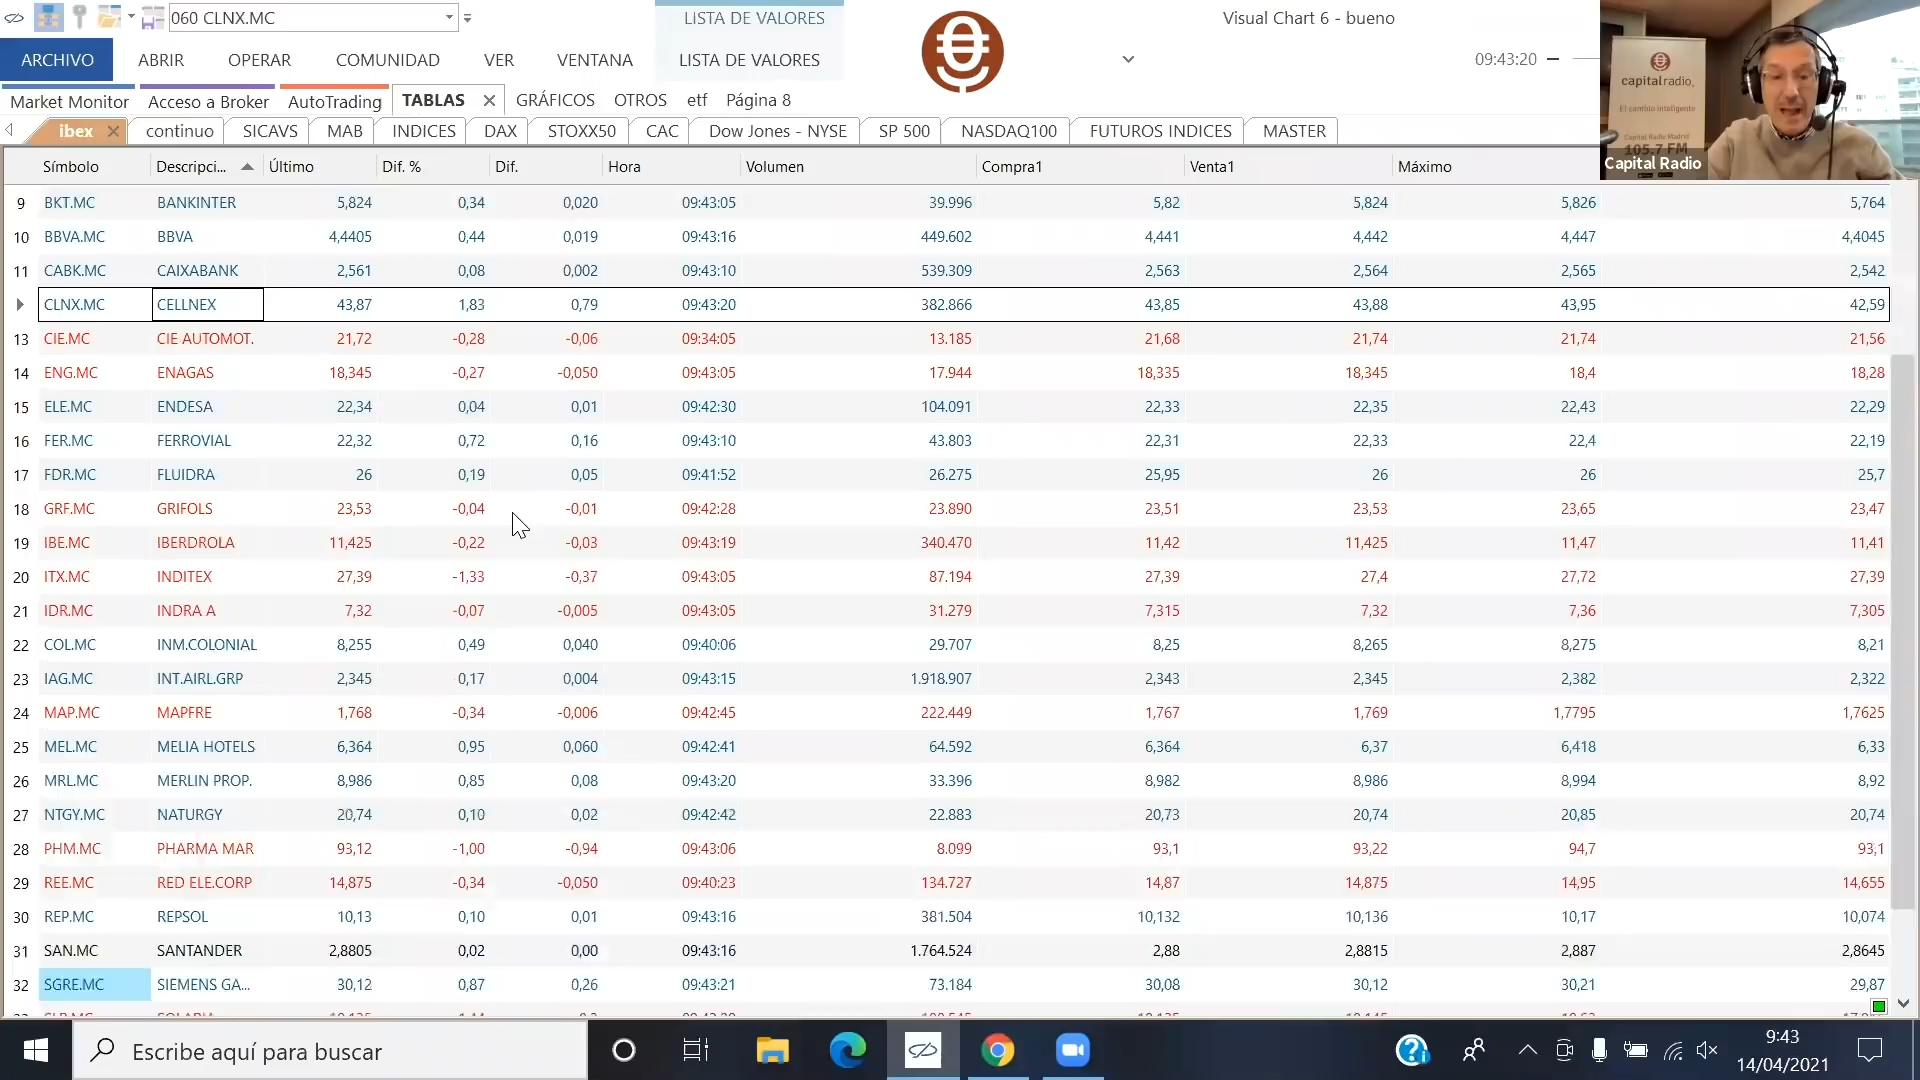 060 CLNX.MC
LISTA DE VALORES
Visual Chart 6 - bueno
ARCHIVO ABRIR OPERAR COMUNIDAD VER VENTANA LISTA DE VALORES 09:43:20
Market Monitor Acceso a Broker AutoTrading TABLAS GRÁFICOS OTROS etf Página 8
ibex continuo SICAVS MAB INDICES DAX STOXX50 CAC Dow Jones - NYSE SP 500 NASDAQ100 FUTUROS INDICES MASTER
capitalradio
El cambio inteligente
Capital Radio Madrid
105.7 FM
Capital Radio
Símbolo Descripci... Último Dif. % Dif. Hora Volumen Compra1 Venta1 Máximo
9 BKT.MC BANKINTER 5,824 0,34 0,020 09:43:05 39.996 5,82 5,824 5,826 5,764
10 BBVA.MC BBVA 4,4405 0,44 0,019 09:43:16 449.602 4,441 4,442 4,447 4,4045
11 CABK.MC CAIXABANK 2,561 0,08 0,002 09:43:10 539.309 2,563 2,564 2,565 2,542
CLNX.MC CELLNEX 43,87 1,83 0,79 09:43:20 382.866 43,85 43,88 43,95 42,59
13 CIE.MC CIE AUTOMOT. 21,72 -0,28 -0,06 09:34:05 13.185 21,68 21,74 21,74 21,56
14 ENG.MC ENAGAS 18,345 -0,27 -0,050 09:43:05 17.944 18,335 18,345 18,4 18,28
15 ELE.MC ENDESA 22,34 0,04 0,01 09:42:30 104.091 22,33 22,35 22,43 22,29
16 FER.MC FERROVIAL 22,32 0,72 0,16 09:43:10 43.803 22,31 22,33 22,4 22,19
17 FDR.MC FLUIDRA 26 0,19 0,05 09:41:52 26.275 25,95 26 26 25,7
18 GRF.MC GRIFOLS 23,53 -0,04 -0,01 09:42:28 23.890 23,51 23,53 23,65 23,47
19 IBE.MC IBERDROLA 11,425 -0,22 -0,03 09:43:19 340.470 11,42 11,425 11,47 11,41
20 ITX.MC INDITEX 27,39 -1,33 -0,37 09:43:05 87.194 27,39 27,4 27,72 27,39
21 IDR.MC INDRA A 7,32 -0,07 -0,005 09:43:05 31.279 7,315 7,32 7,36 7,305
22 COL.MC INM.COLONIAL 8,255 0,49 0,040 09:40:06 29.707 8,25 8,265 8,275 8,21
23 IAG.MC INT.AIRL.GRP 2,345 0,17 0,004 09:43:15 1.918.907 2,343 2,345 2,382 2,322
24 MAP.MC MAPFRE 1,768 -0,34 -0,006 09:42:45 222.449 1,767 1,769 1,7795 1,7625
25 MEL.MC MELIA HOTELS 6,364 0,95 0,060 09:42:41 64.592 6,364 6,37 6,418 6,33
26 MRL.MC MERLIN PROP. 8,986 0,85 0,08 09:43:20 33.396 8,982 8,986 8,994 8,92
27 NTGY.MC NATURGY 20,74 0,10 0,02 09:42:42 22.883 20,73 20,74 20,85 20,74
28 PHM.MC PHARMA MAR 93,12 -1,00 -0,94 09:43:06 8.099 93,1 93,22 94,7 93,1
29 REE.MC RED ELE.CORP 14,875 -0,34 -0,050 09:40:23 134.727 14,87 14,875 14,95 14,655
30 REP.MC REPSOL 10,13 0,10 0,01 09:43:16 381.504 10,132 10,136 10,17 10,074
31 SAN.MC SANTANDER 2,8805 0,02 0,00 09:43:16 1.764.524 2,88 2,8815 2,887 2,8645
32 SGRE.MC SIEMENS GA... 30,12 0,87 0,26 09:43:21 73.184 30,08 30,12 30,21 29,87
Escribe aquí para buscar
9:43
14/04/2021